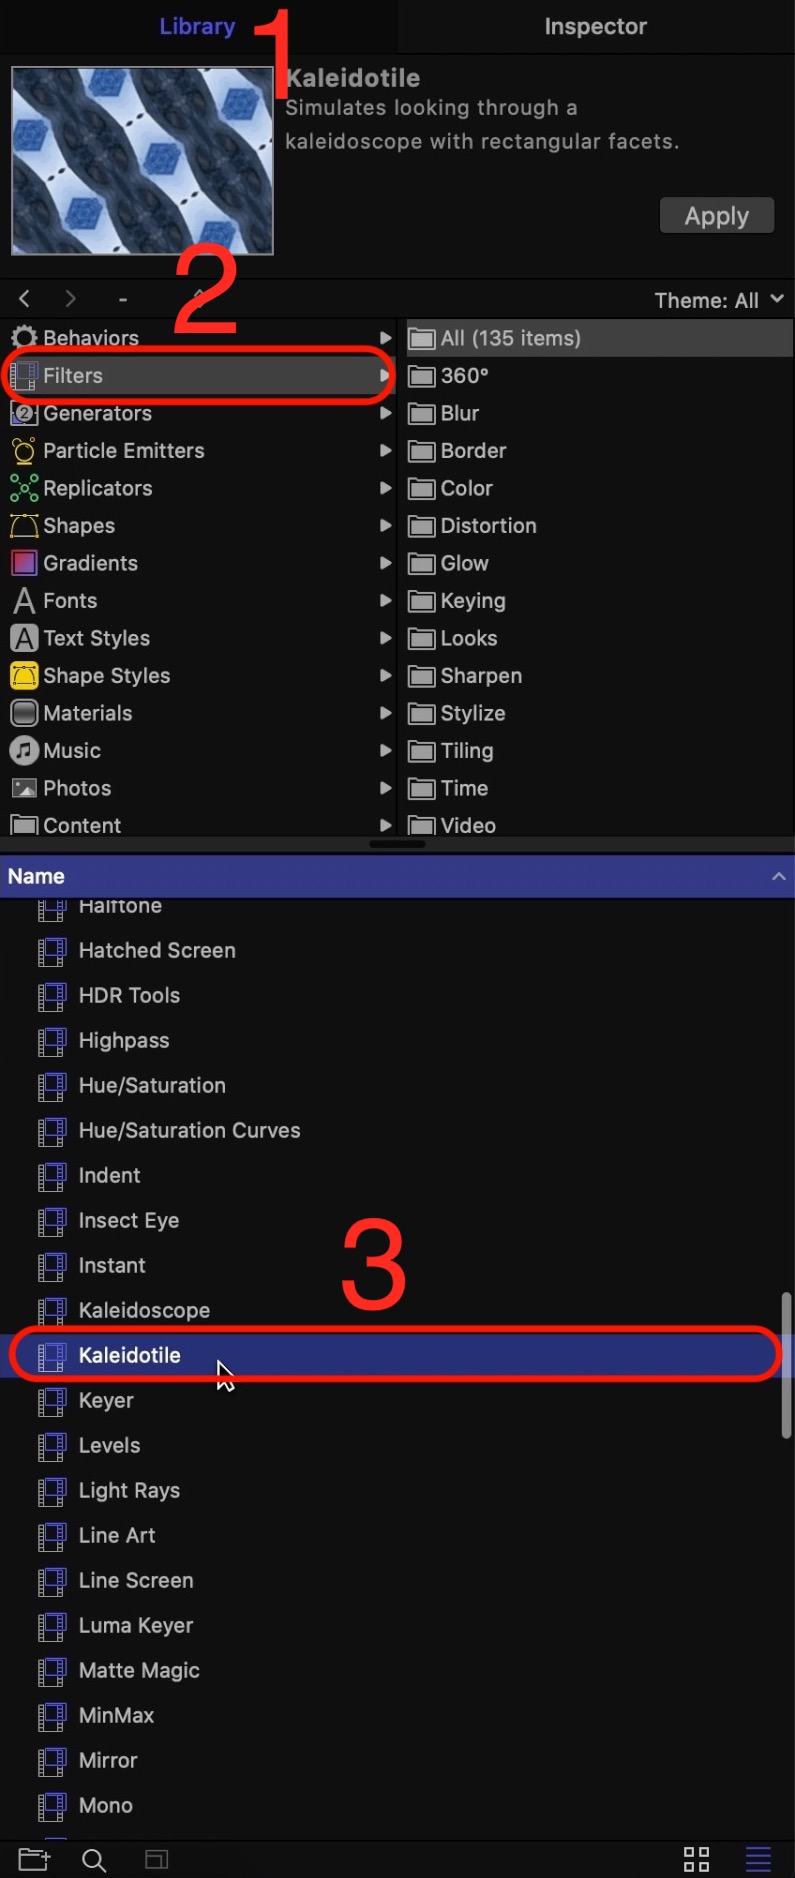 Library
1
Inspector
Kaleidotile
Simulates looking through a
kaleidoscope with rectangular facets.
Apply
2
Theme: All
Behaviors
Filters
Generators
Particle Emitters
Replicators
Shapes
Gradients
Fonts
Text Styles
Shape Styles
Materials
Music
Photos
Content
All (135 items)
360°
Blur
Border
Color
Distortion
Glow
Keying
Looks
Sharpen
Stylize
Tiling
Time
Video
Name
Halftone
Hatched Screen
HDR Tools
Highpass
Hue/Saturation
Hue/Saturation Curves
Indent
Insect Eye
Instant
3
Kaleidoscope
Kaleidotile
Keyer
Levels
Light Rays
Line Art
Line Screen
Luma Keyer
Matte Magic
MinMax
Mirror
Mono